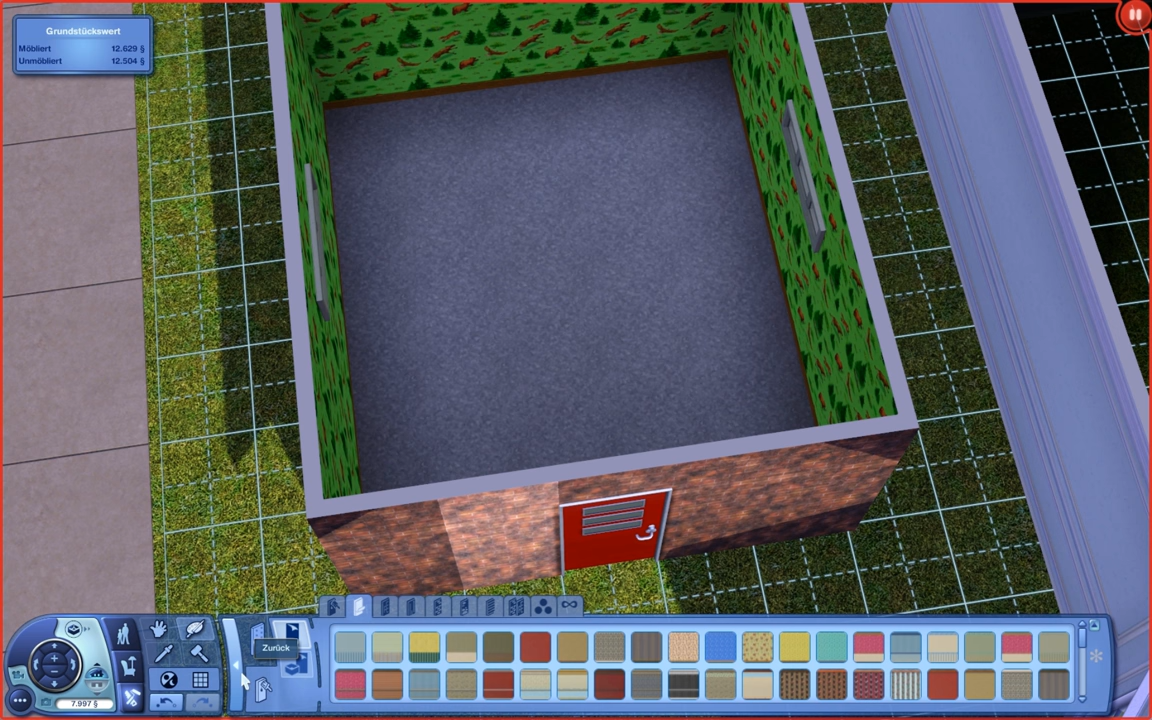 Grundstückswert
Möbliert 12.629 §
Unmöbliert 12.504 §
Zurück
7.997 §